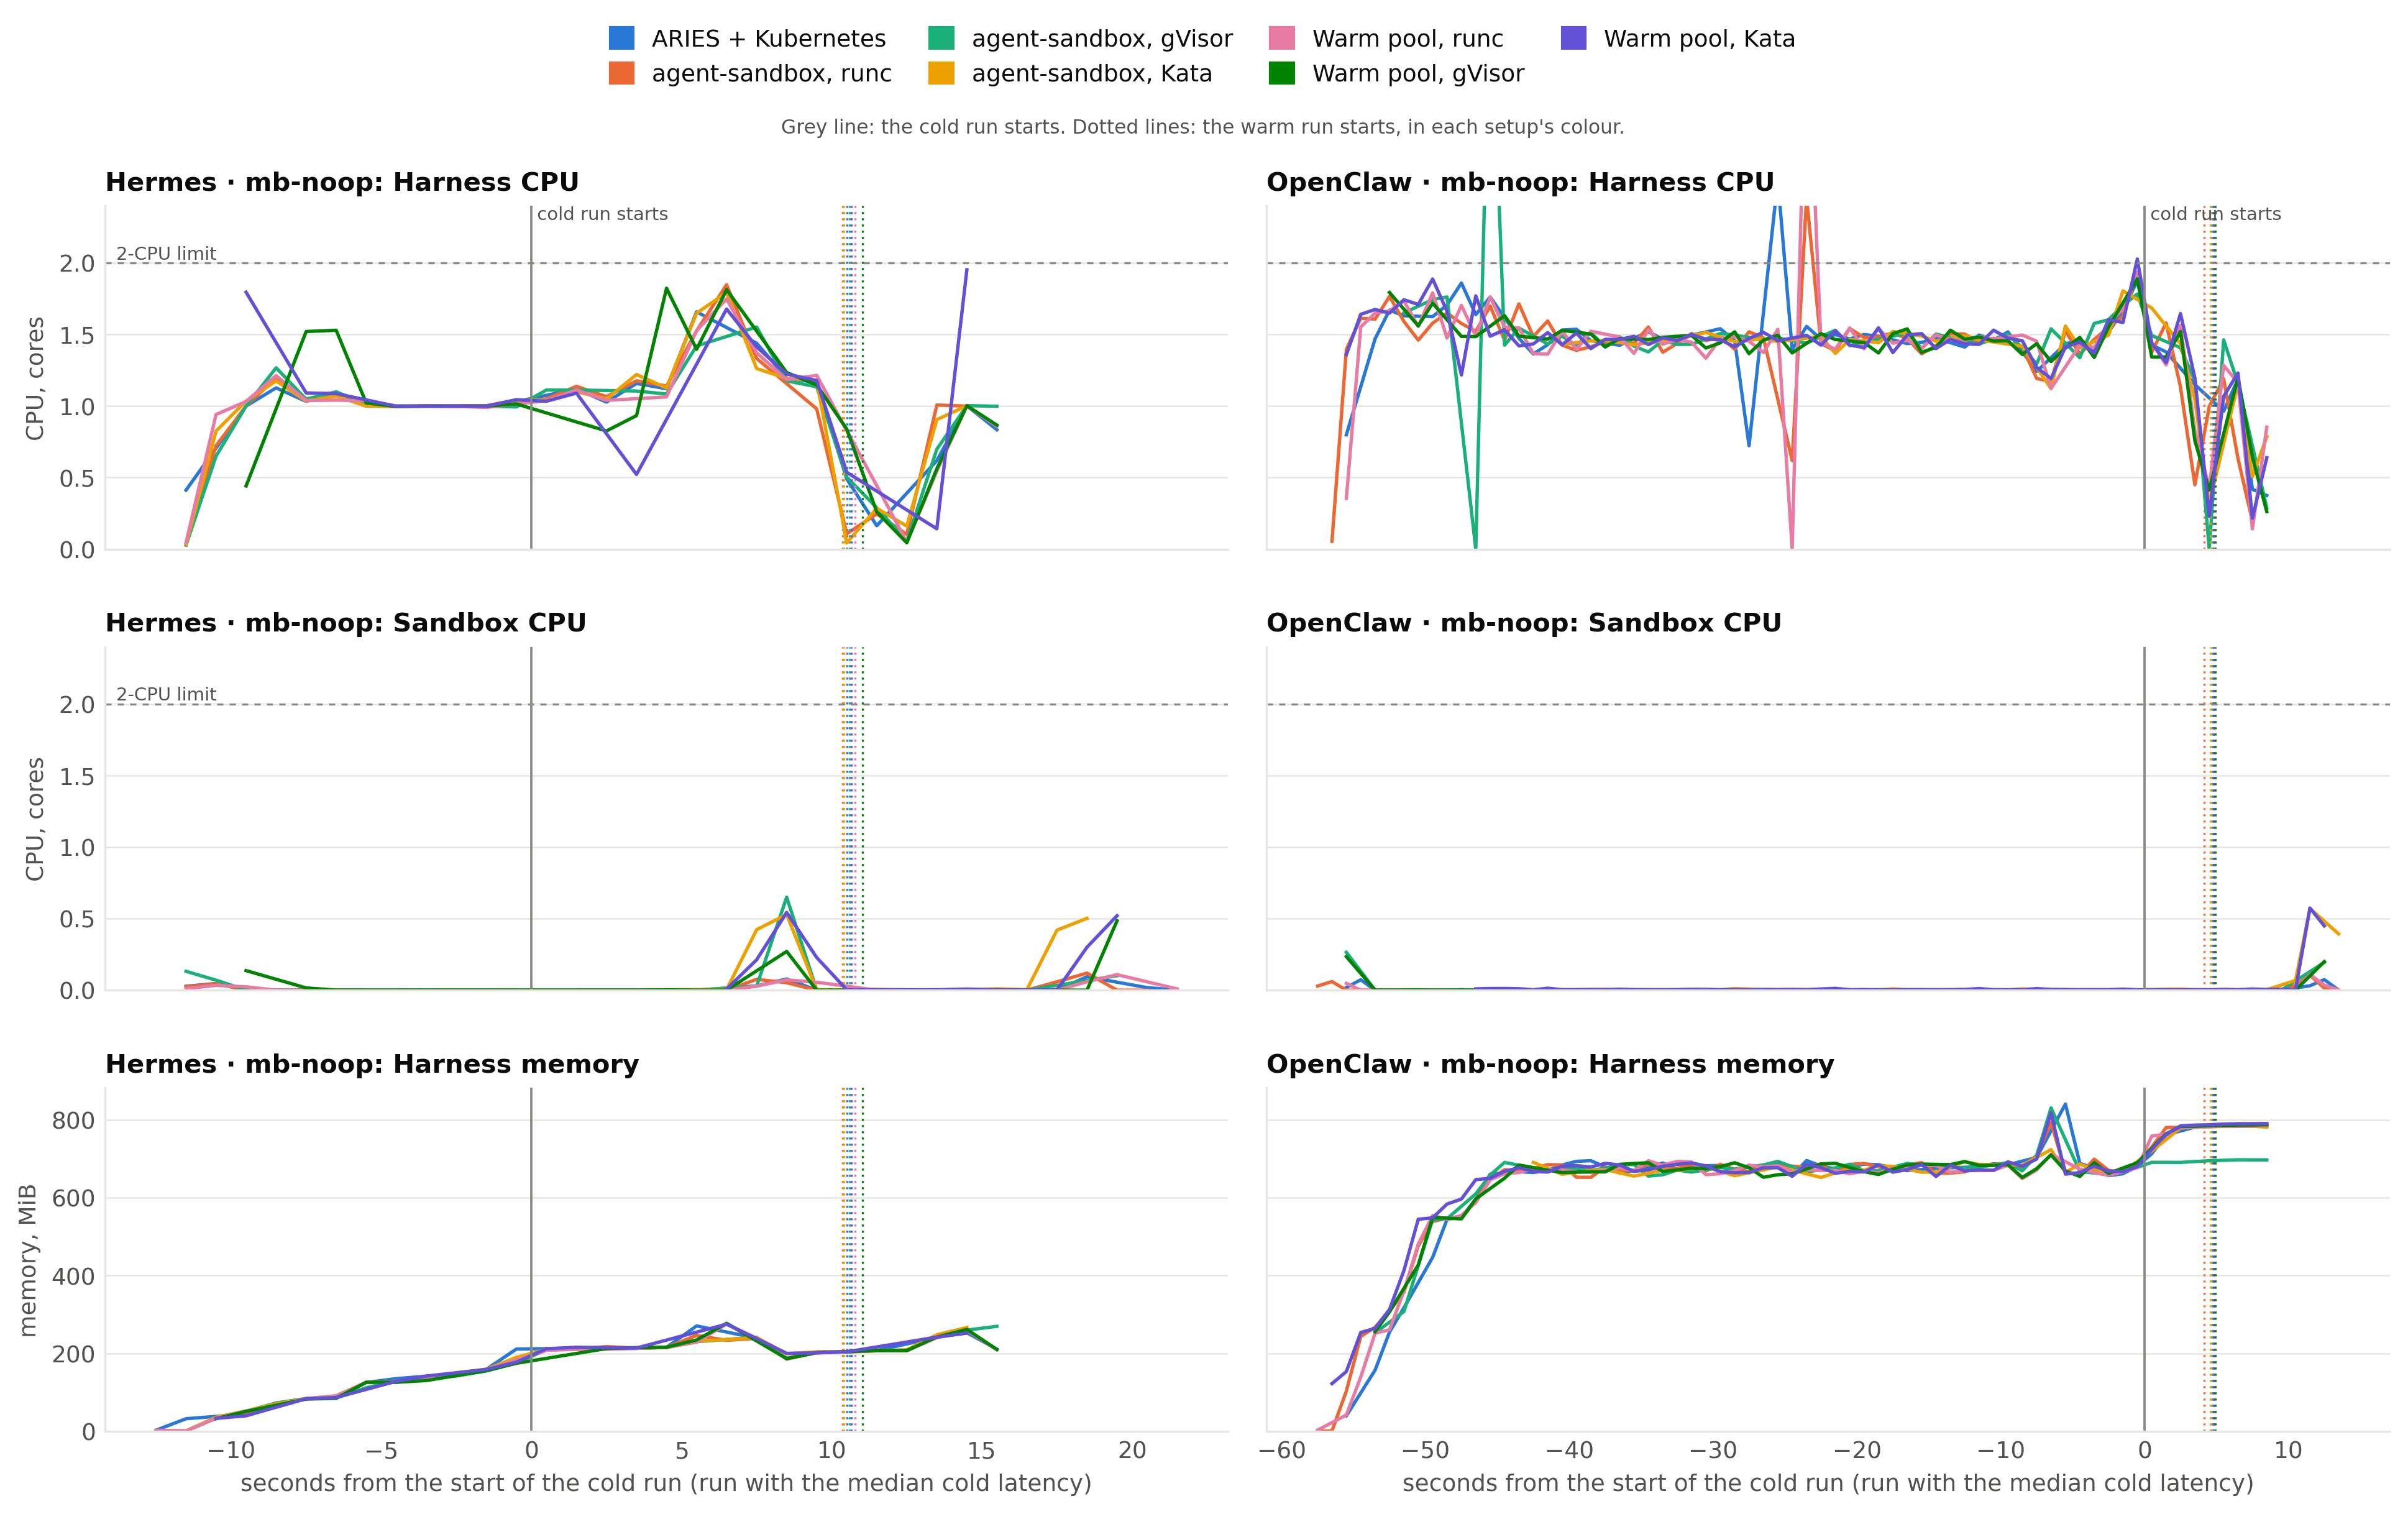 ARIES + Kubernetes
agent-sandbox, gVisor
Warm pool, runc
Warm pool, Kata
agent-sandbox, runc
agent-sandbox, Kata
Warm pool, gVisor
Grey line: the cold run starts. Dotted lines: the warm run starts, in each setup's colour.
Hermes · mb-noop: Harness CPU
cold run starts
2-CPU limit
2.0
1.5
1.0
0.5
0.0
CPU, cores
OpenClaw · mb-noop: Harness CPU
cold run starts
Hermes · mb-noop: Sandbox CPU
2-CPU limit
2.0
1.5
1.0
0.5
0.0
CPU, cores
OpenClaw · mb-noop: Sandbox CPU
Hermes · mb-noop: Harness memory
800
600
400
200
0
memory, MiB
−10 −5 0 5 10 15 20
seconds from the start of the cold run (run with the median cold latency)
OpenClaw · mb-noop: Harness memory
−60 −50 −40 −30 −20 −10 0 10
seconds from the start of the cold run (run with the median cold latency)